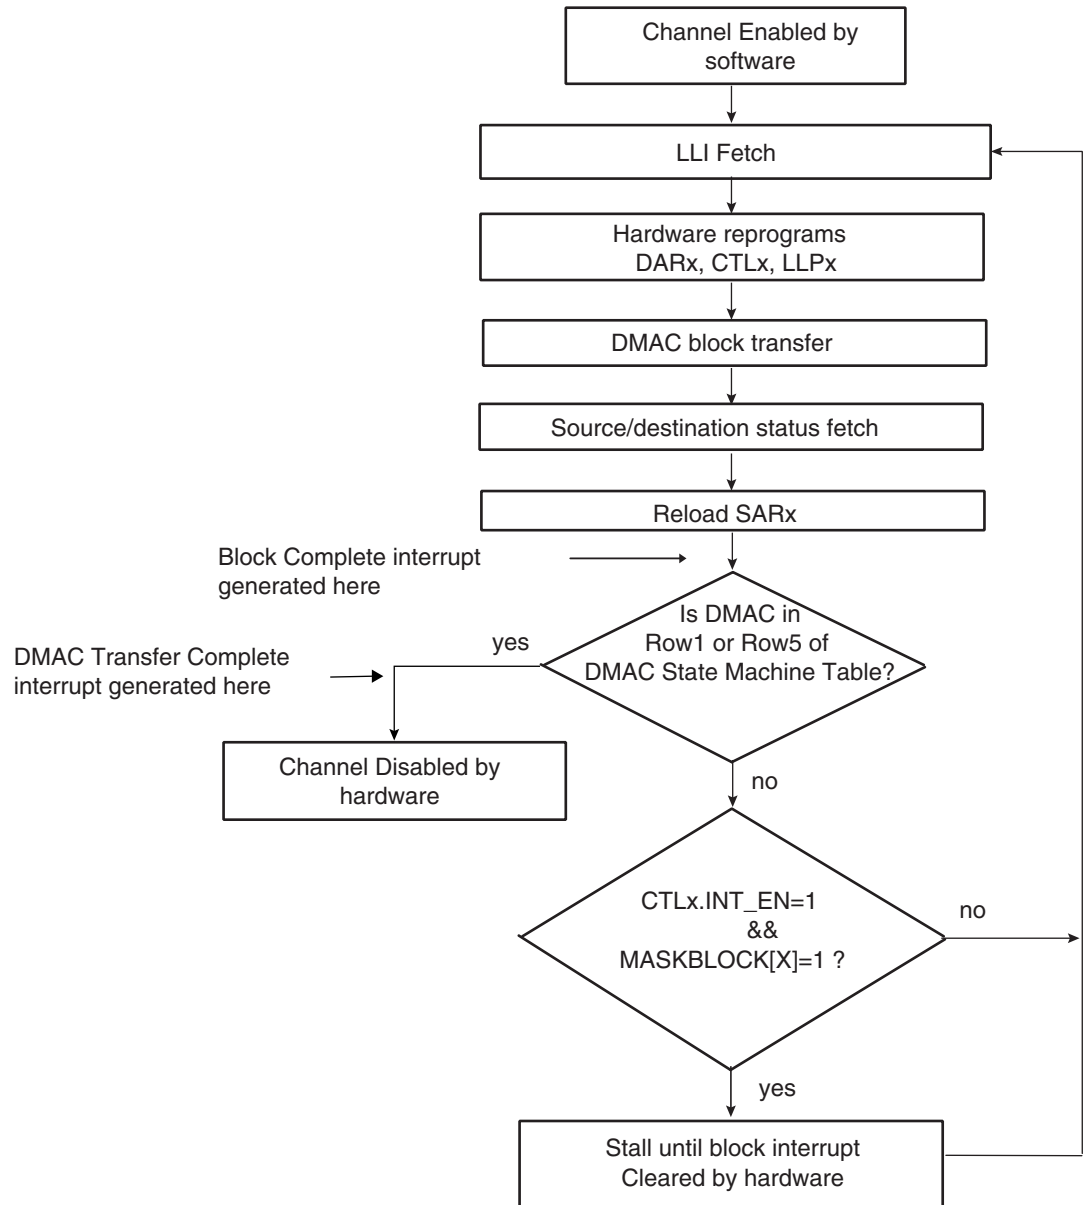 Channel Enabled by
software
LLI Fetch
Hardware reprograms
DARx, CTLx, LLPx
DMAC block transfer
Source/destination status fetch
Reload SARx
Block Complete interrupt
generated here
Is DMAC in
Row1 or Row5 of
DMAC State Machine Table?
yes
DMAC Transfer Complete
interrupt generated here
Channel Disabled by
hardware
no
CTLx.INT_EN=1
&&
MASKBLOCK[X]=1 ?
no
yes
Stall until block interrupt
Cleared by hardware